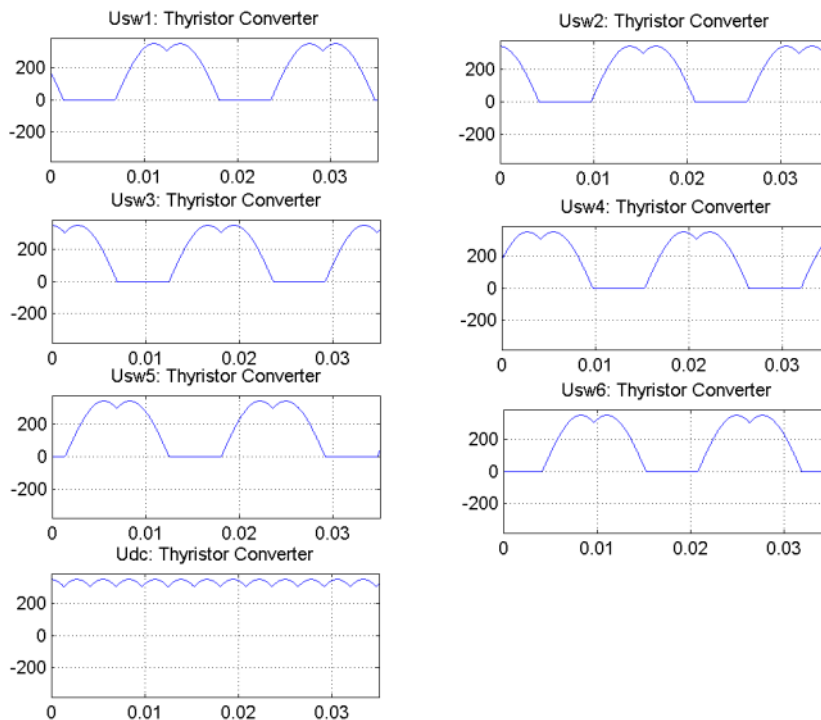 Usw1: Thyristor Converter
200
0
-200
0 0.01 0.02 0.03
Usw2: Thyristor Converter
200
0
-200
0 0.01 0.02 0.03
Usw3: Thyristor Converter
200
0
-200
0 0.01 0.02 0.03
Usw4: Thyristor Converter
200
0
-200
0 0.01 0.02 0.03
Usw5: Thyristor Converter
200
0
-200
0 0.01 0.02 0.03
Usw6: Thyristor Converter
200
0
-200
0 0.01 0.02 0.03
Udc: Thyristor Converter
200
0
-200
0 0.01 0.02 0.03